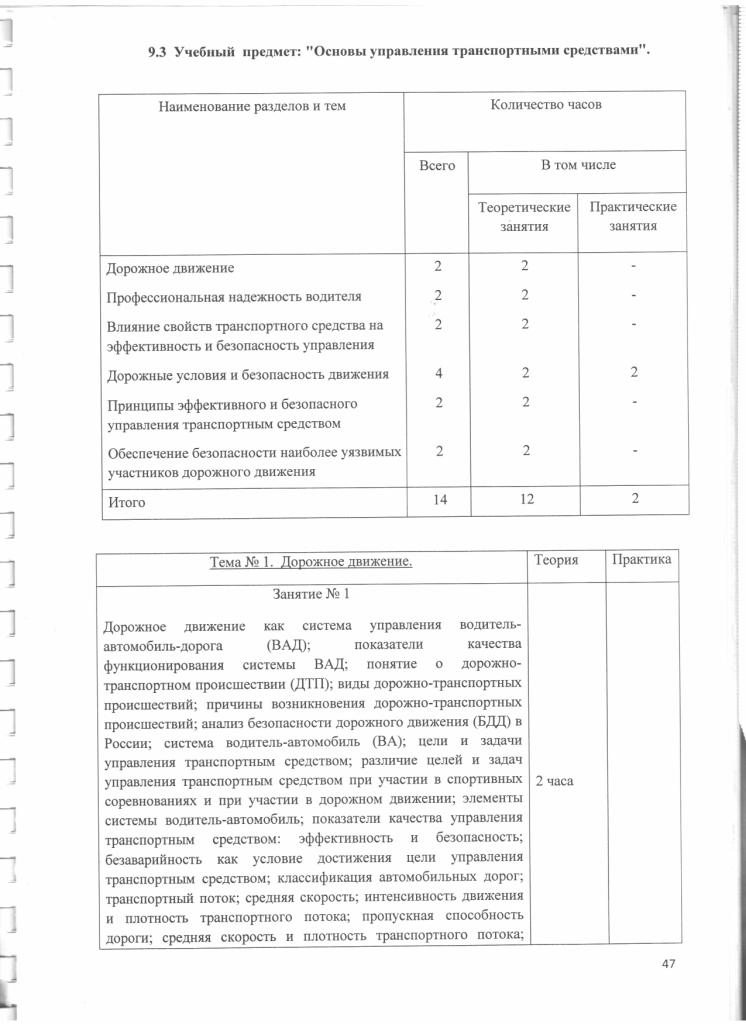 9.3 Учебный предмет: "Основы управления транспортными средствами".
Наименование разделов и тем
Количество часов
Всего
В том числе
Теоретические
занятия
Практические
занятия
Дорожное движение 2 2 -
Профессиональная надежность водителя 2 2 -
Влияние свойств транспортного средства на
эффективность и безопасность управления
2 2 -
Дорожные условия и безопасность движения 4 2 2
Принципы эффективного и безопасного
управления транспортным средством
2 2 -
Обеспечение безопасности наиболее уязвимых
участников дорожного движения
2 2 -
Итого 14 12 2
Тема № 1. Дорожное движение. Теория Практика
Занятие № 1
Дорожное движение как система управления водитель-
автомобиль-дорога (ВАД); показатели качества
функционирования системы ВАД; понятие о дорожно-
транспортном происшествии (ДТП); виды дорожно-транспортных
происшествий; причины возникновения дорожно-транспортных
происшествий; анализ безопасности дорожного движения (БДД) в
России; система водитель-автомобиль (ВА); цели и задачи
управления транспортным средством; различие целей и задач
управления транспортным средством при участии в спортивных
соревнованиях и при участии в дорожном движении; элементы
системы водитель-автомобиль; показатели качества управления
транспортным средством: эффективность и безопасность;
безаварийность как условие достижения цели управления
транспортным средством; классификация автомобильных дорог;
транспортный поток; средняя скорость; интенсивность движения
и плотность транспортного потока; пропускная способность
дороги; средняя скорость и плотность транспортного потока;
2 часа
47